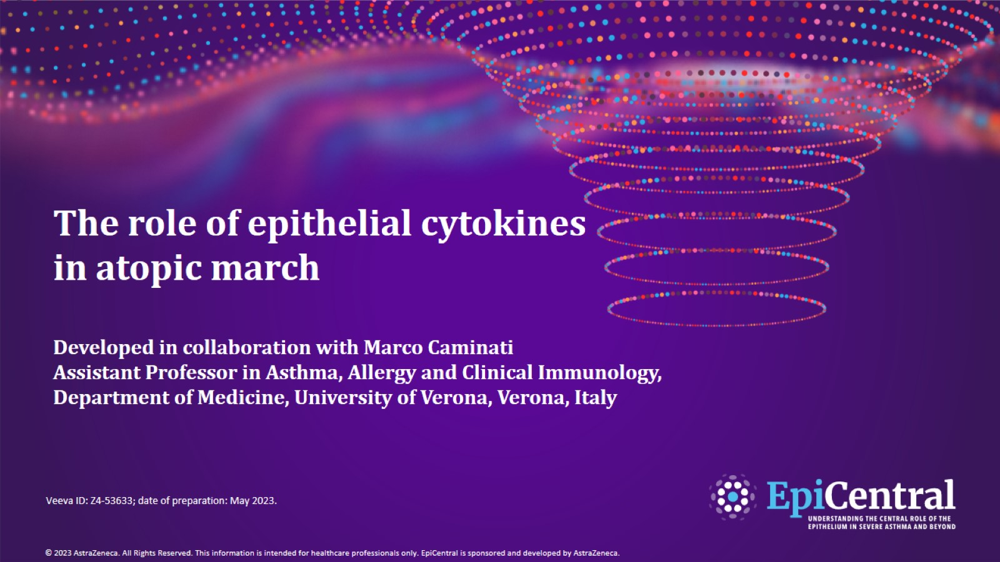 The role of epithelial cytokines
in atopic march
Developed in collaboration with Marco Caminati
Assistant Professor in Asthma, Allergy and Clinical Immunology,
Department of Medicine, University of Verona, Verona, Italy
Veeva ID: Z4-53633; date of preparation: May 2023.
EpiCentral
UNDERSTANDING THE CENTRAL ROLE OF THE
EPITHELIUM IN SEVERE ASTHMA AND BEYOND
© 2023 AstraZeneca. All Rights Reserved. This information is intended for healthcare professionals only. EpiCentral is sponsored and developed by AstraZeneca.